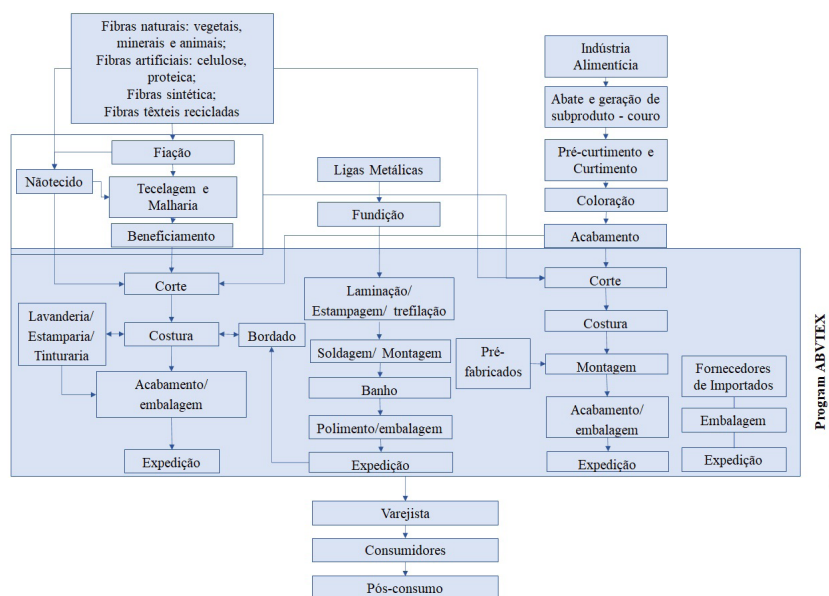 Fibras naturais: vegetais,
minerais e animais;
Fibras artificiais: celulose,
proteica;
Fibras sintética;
Fibras têxteis recicladas
Indústria
Alimentícia
Abate e geração de
subproduto - couro
Fiação
Pré-curtimento e
Curtimento
Nãotecido
Tecelagem e
Malharia
Ligas Metálicas
Coloração
Fundição
Beneficiamento
Acabamento
Corte
Laminação/
Estampagem/ trefilação
Corte
Lavanderia/
Estamparia/
Tinturaria
Costura
Bordado
Soldagem/ Montagem
Costura
Pré-
fabricados
Montagem
Fornecedores
de Importados
Acabamento/
embalagem
Banho
Polimento/embalagem
Acabamento/
embalagem
Embalagem
Expedição
Expedição
Expedição
Expedição
Program ABVTEX
Varejista
Consumidores
Pós-consumo